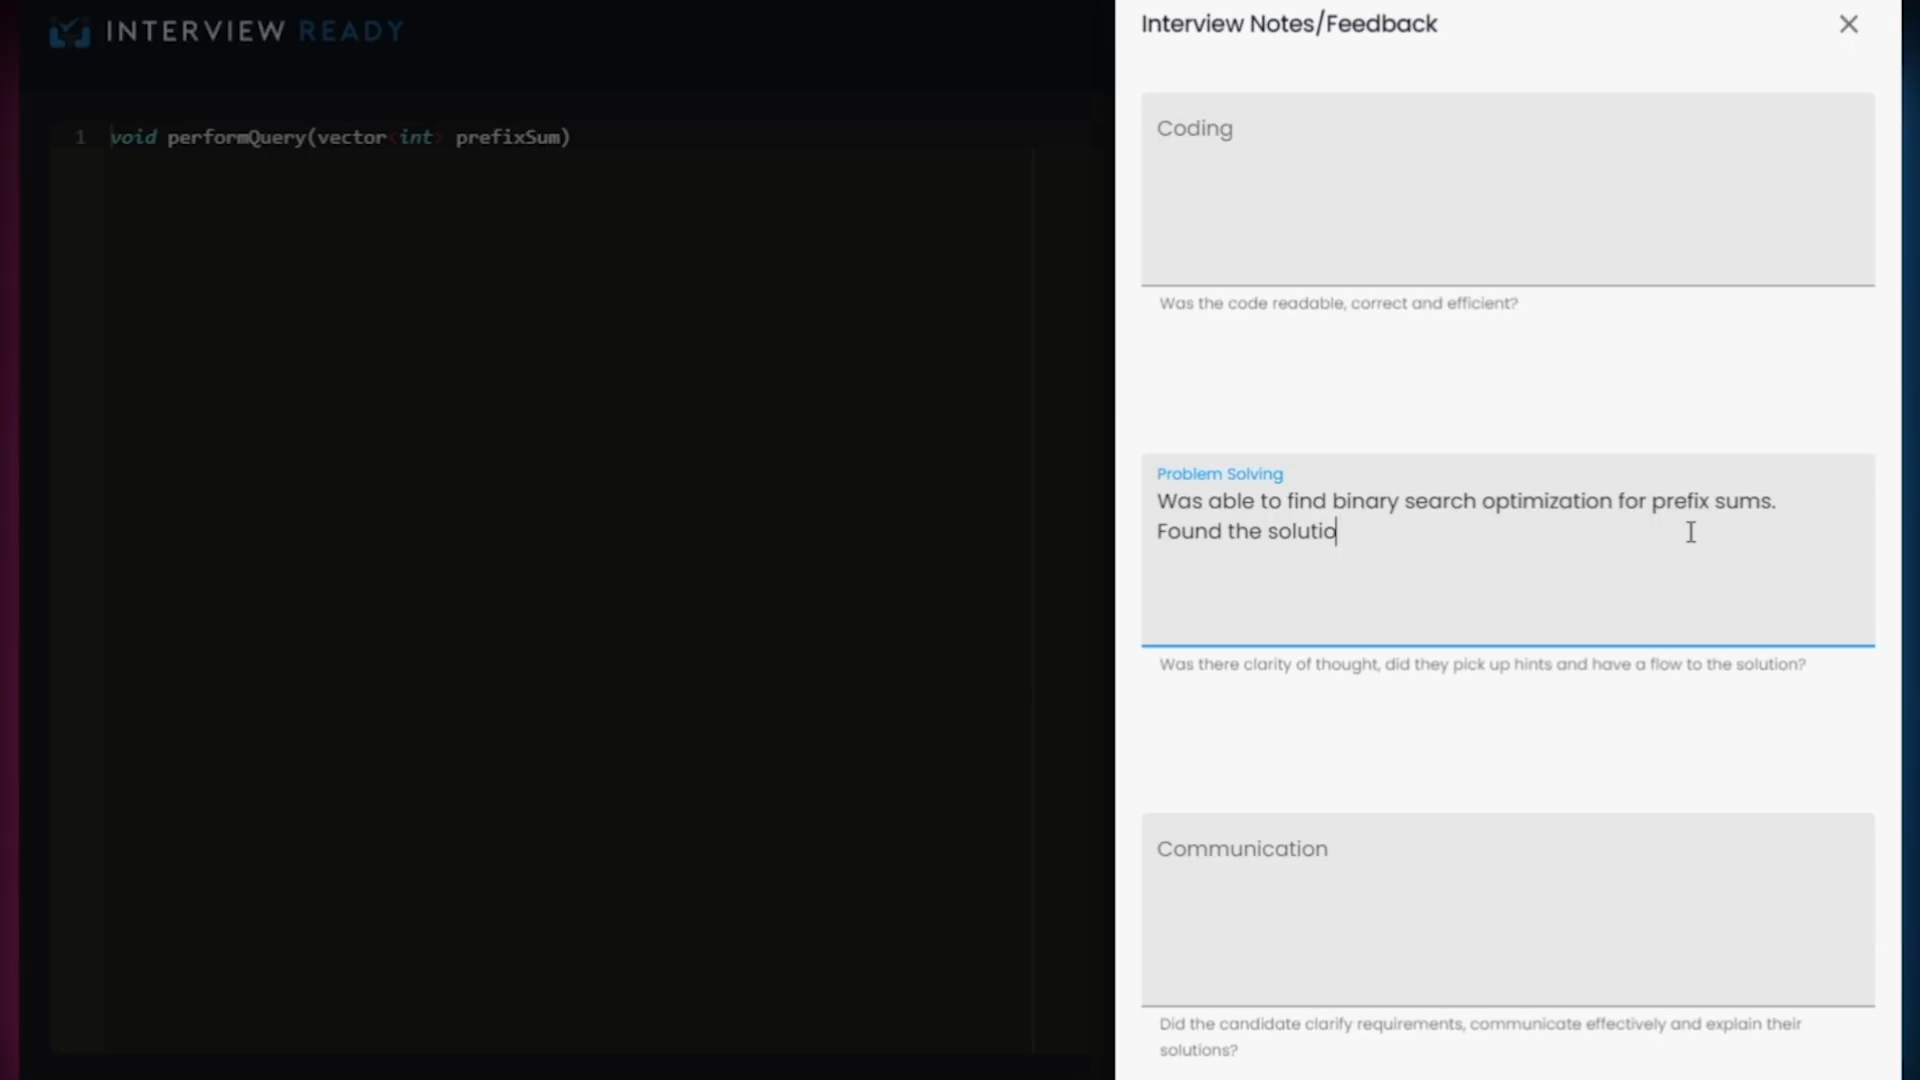 INTERVIEW READY
1 void performQuery(vector<int> prefixSum)
Interview Notes/Feedback
Coding
Was the code readable, correct and efficient?
Problem Solving
Was able to find binary search optimization for prefix sums.
Found the solutio
Was there clarity of thought, did they pick up hints and have a flow to the solution?
Communication
Did the candidate clarify requirements, communicate effectively and explain their
solutions?